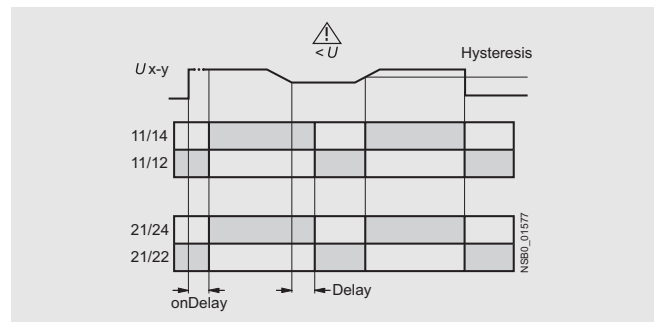 < U
Hysteresis
U x-y
11/14
11/12
21/24
21/22
onDelay
Delay
NSB0_01577